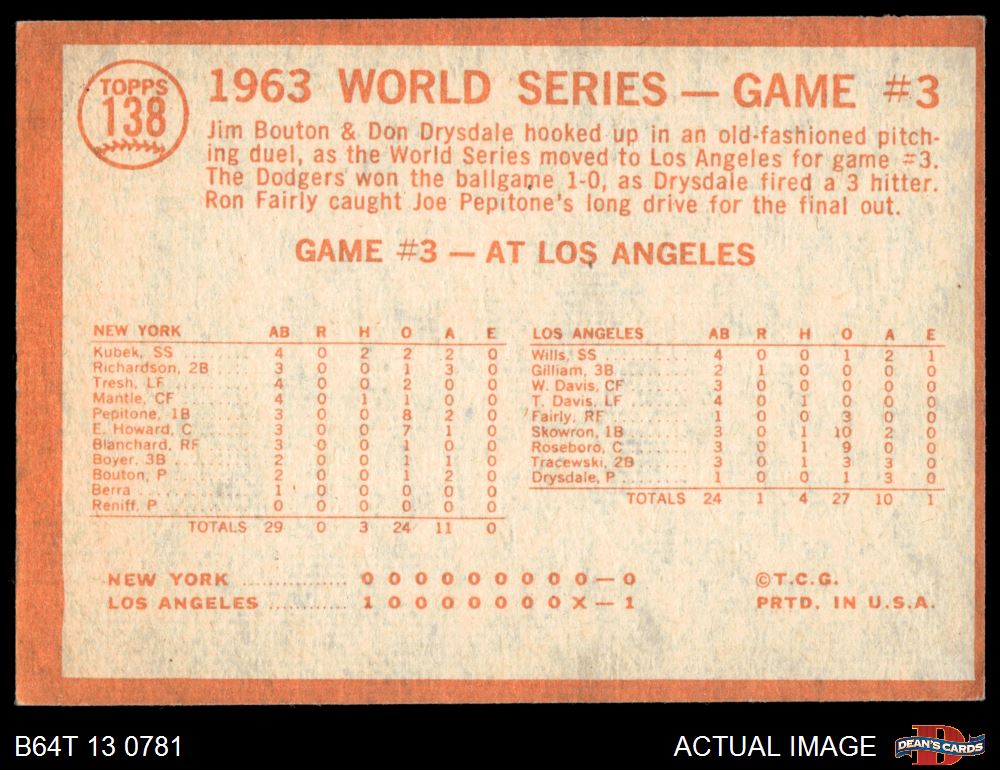 TOPPS
138
1963 WORLD SERIES — GAME #3
Jim Bouton & Don Drysdale hooked up in an old-fashioned pitch-
ing duel, as the World Series moved to Los Angeles for game #3.
The Dodgers won the ballgame 1-0, as Drysdale fired a 3 hitter.
Ron Fairly caught Joe Pepitone's long drive for the final out.
GAME #3 — AT LOS ANGELES
NEW YORK AB R H O A E
Kubek, SS 4 0 2 2 2 0
Richardson, 2B 3 0 0 1 3 0
Tresh, LF 4 0 0 2 0 0
Mantle, CF 4 0 1 1 0 0
Pepitone, 1B 3 0 0 8 2 0
E. Howard, C 3 0 0 7 1 0
Blanchard, RF 3 0 0 1 0 0
Boyer, 3B 2 0 0 1 1 0
Bouton, P 2 0 0 1 2 0
Berra 1 0 0 0 0 0
Reniff, P 0 0 0 0 0 0
TOTALS 29 0 3 24 11 0
LOS ANGELES AB R H O A E
Wills, SS 4 0 0 1 2 1
Gilliam, 3B 2 1 0 0 0 0
W. Davis, CF 3 0 0 0 0 0
T. Davis, LF 4 0 1 0 0 0
Fairly, RF 1 0 0 3 0 0
Skowron, 1B 3 0 1 10 2 0
Roseboro, C 3 0 1 9 0 0
Tracewski, 2B 3 0 1 3 3 0
Drysdale, P 1 0 0 1 3 0
TOTALS 24 1 4 27 10 1
NEW YORK ............... 0 0 0 0 0 0 0 0 0 — 0
LOS ANGELES ........... 1 0 0 0 0 0 0 0 X — 1
©T.C.G.
PRTD. IN U.S.A.
B64T 13 0781
ACTUAL IMAGE
D
DEAN'S CARDS